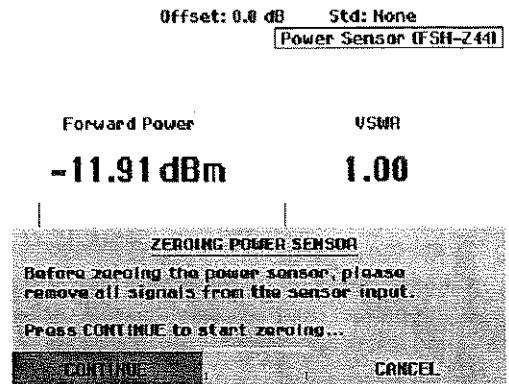 Offset: 0.0 dB Std: None
Power Sensor (FSH-Z44)
Forward Power VSWR
-11.91 dBm 1.00
ZEROING POWER SENSOR
Before zeroing the power sensor, please
remove all signals from the sensor input.
Press CONTINUE to start zeroing...
CONTINUE CANCEL